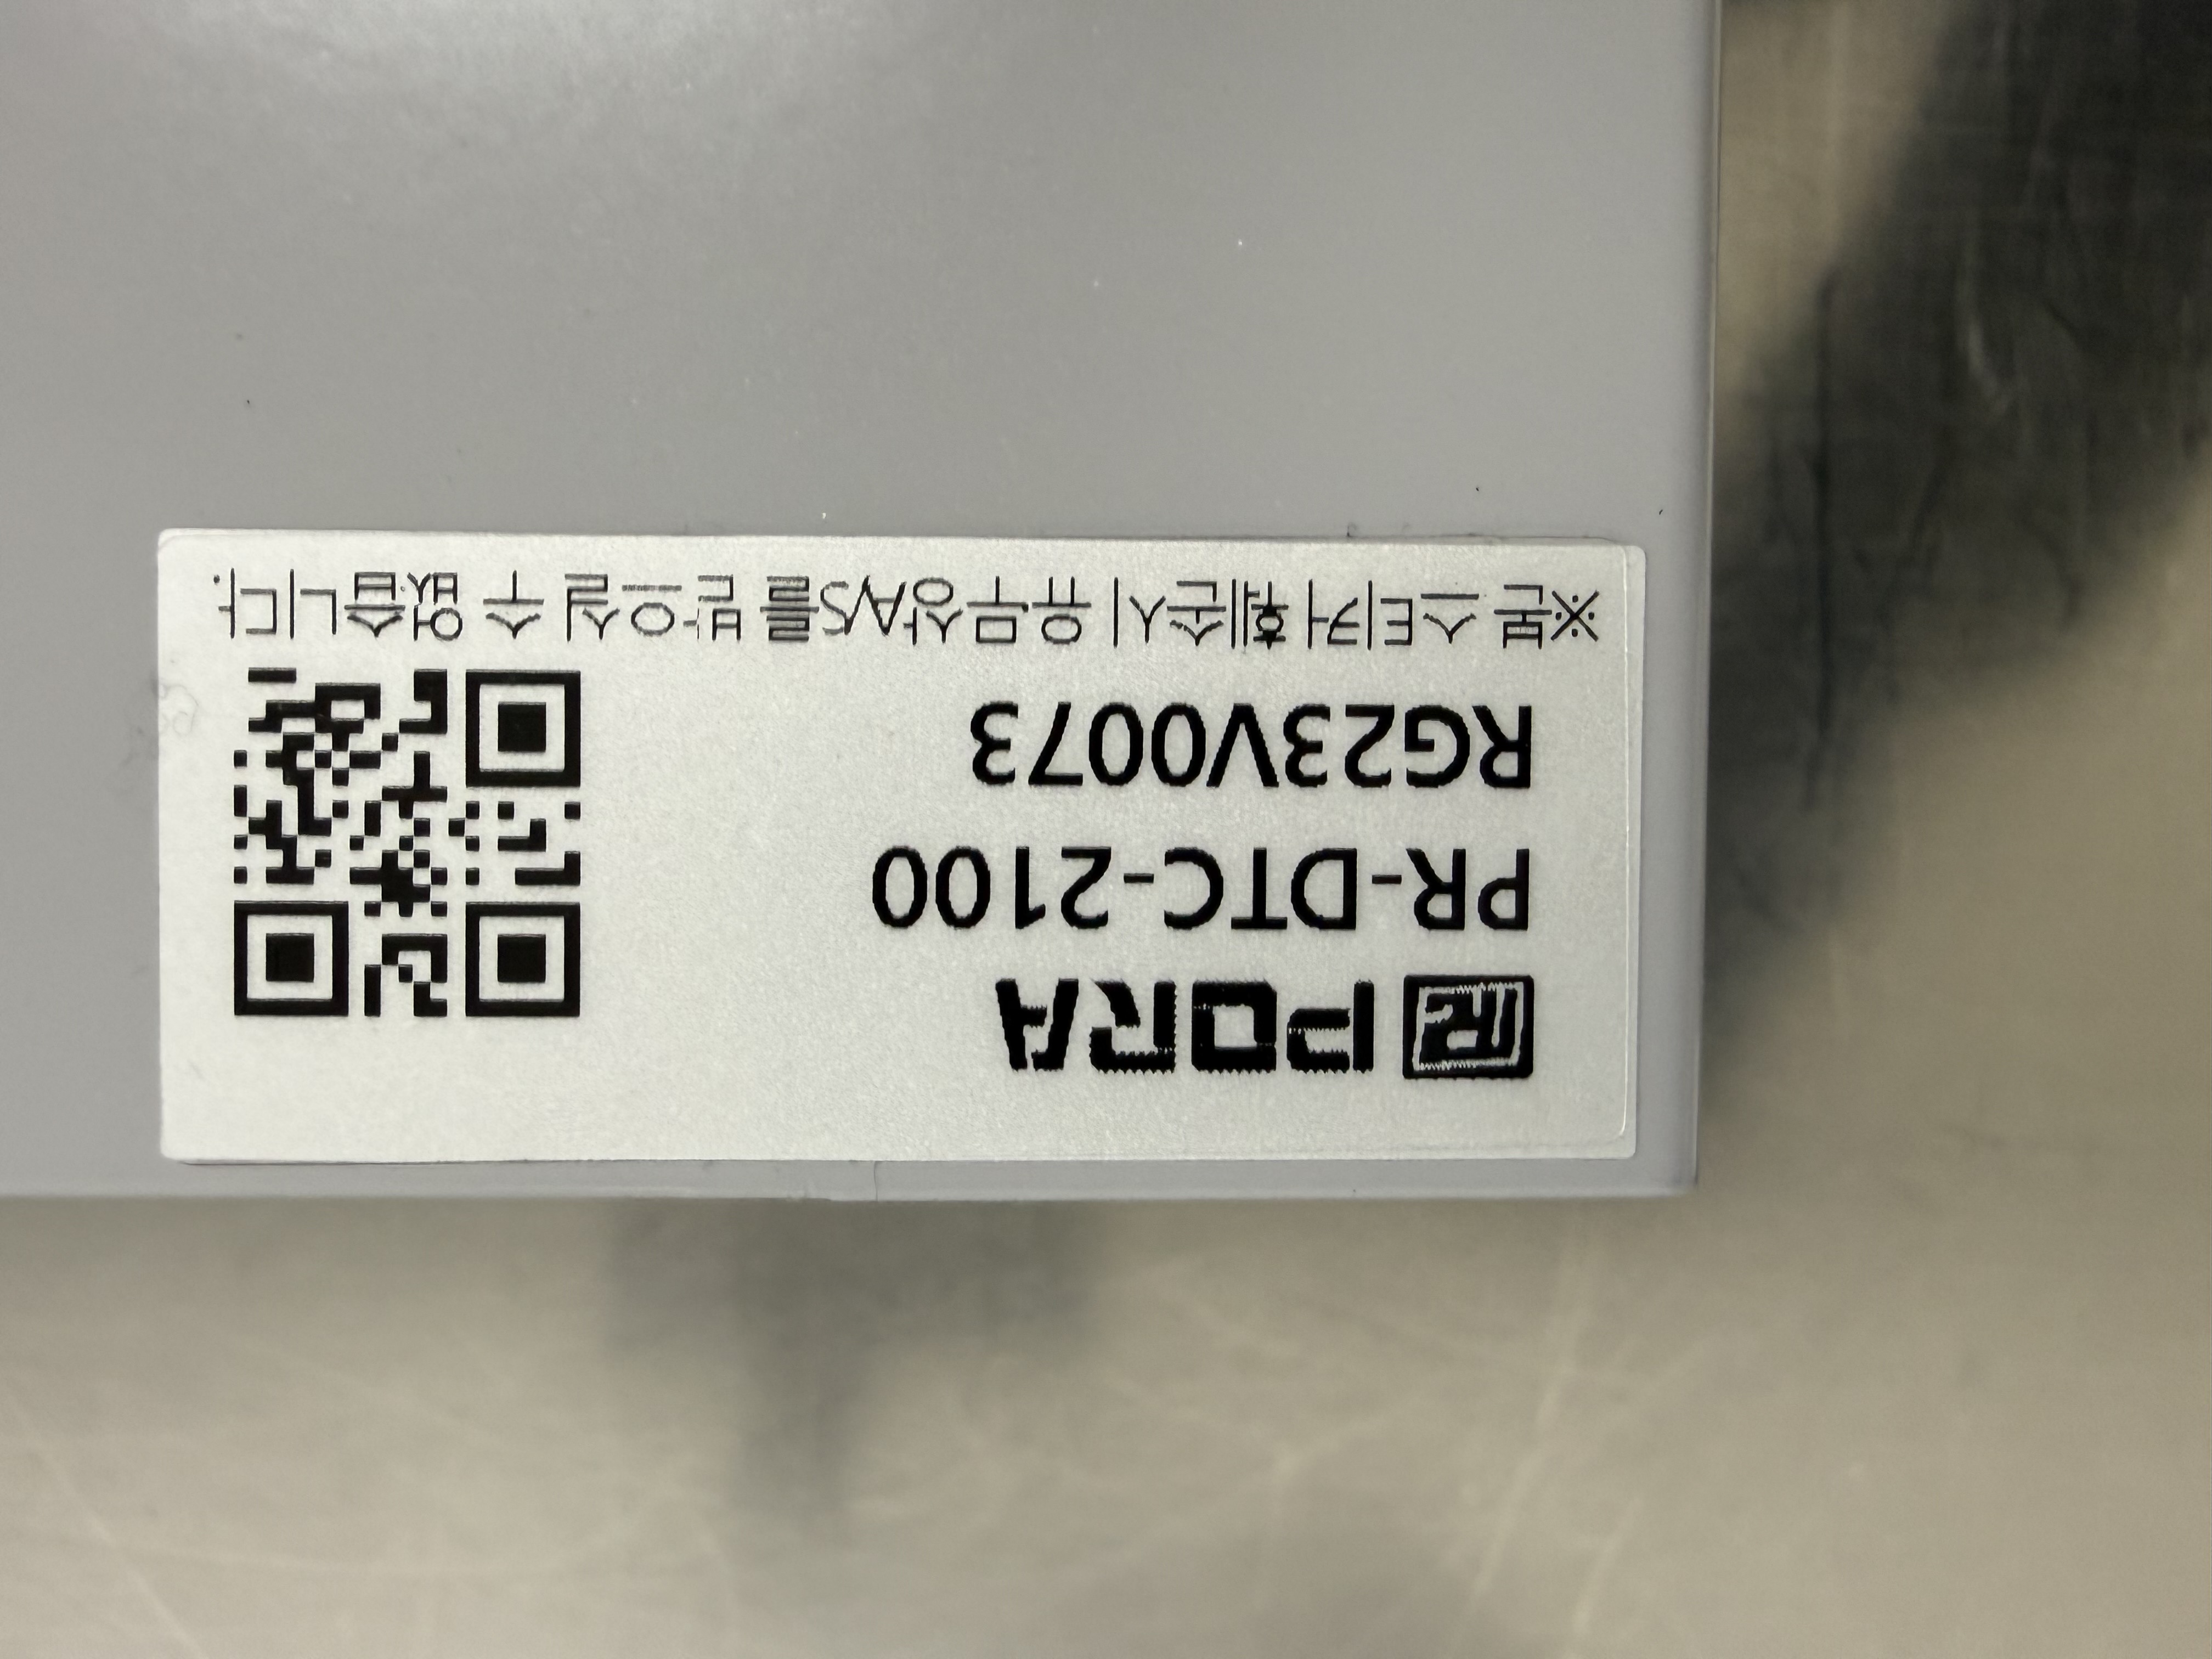 PORA
PR-DTC-2100
RG23V0073
※본 스티커 훼손시 유무상A/S를 받으실 수 없습니다.